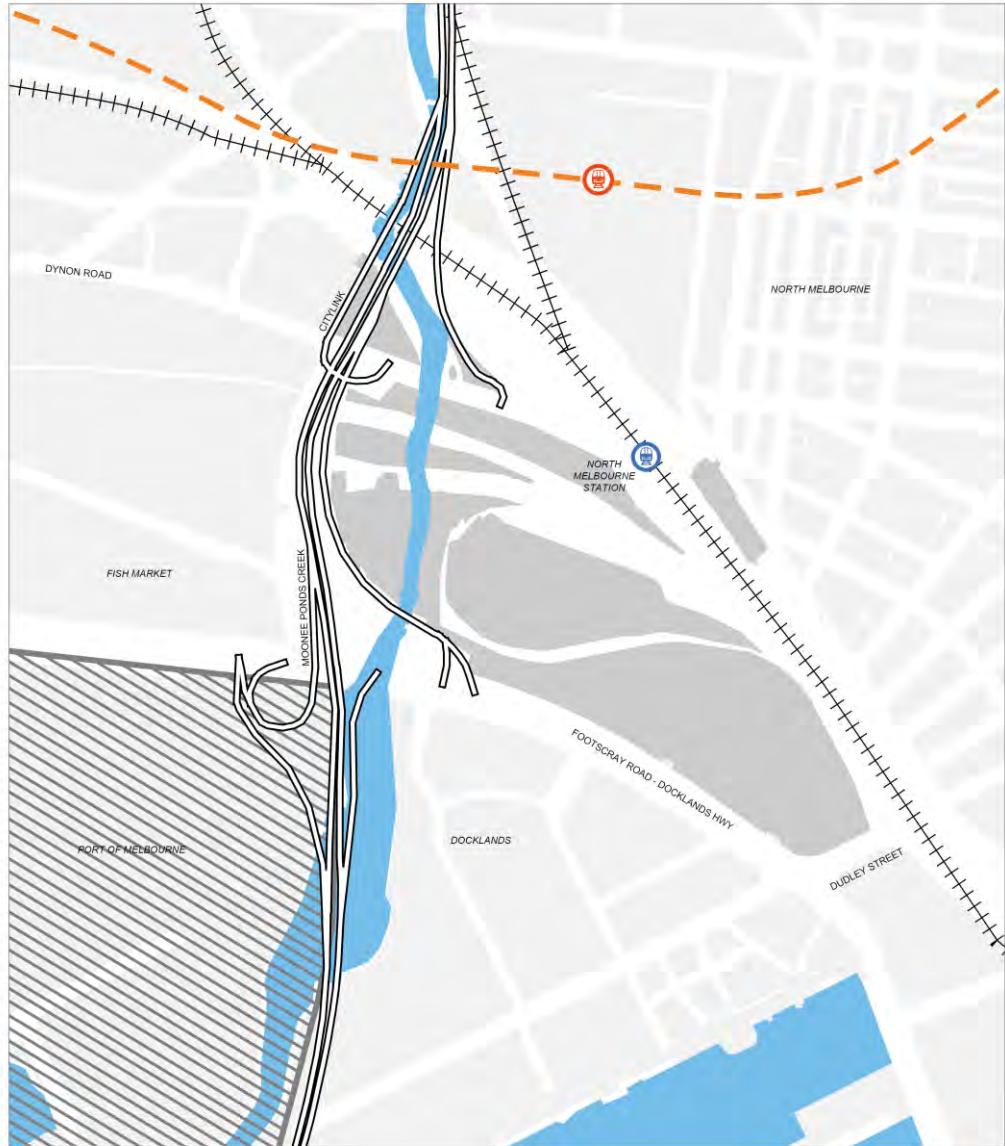 DYNON ROAD
NORTH MELBOURNE
CITYLINK
NORTH
MELBOURNE
STATION
FISH MARKET
MOONEE PONDS CREEK
FOOTSCRAY ROAD - DOCKLANDS HWY
PORT OF MELBOURNE
DOCKLANDS
DUDLEY STREET